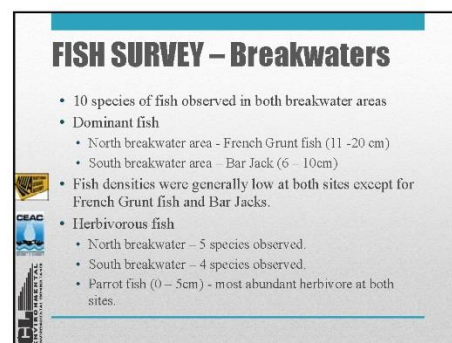 FISH SURVEY – Breakwaters
• 10 species of fish observed in both breakwater areas
• Dominant fish
• North breakwater area - French Grunt fish (11 -20 cm)
• South breakwater area – Bar Jack (6 – 10cm)
• Fish densities were generally low at both sites except for
French Grunt fish and Bar Jacks.
• Herbivorous fish
• North breakwater – 5 species observed.
• South breakwater – 4 species observed.
• Parrot fish (0 – 5cm) - most abundant herbivore at both
sites.
CEAC
CL
ENVIRONMENTAL